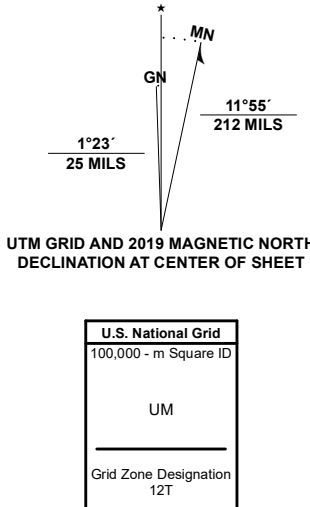 ★
MN
GN
1°23´
25 MILS
11°55´
212 MILS
UTM GRID AND 2019 MAGNETIC NORTH
DECLINATION AT CENTER OF SHEET
U.S. National Grid
100,000 - m Square ID
UM
Grid Zone Designation
12T